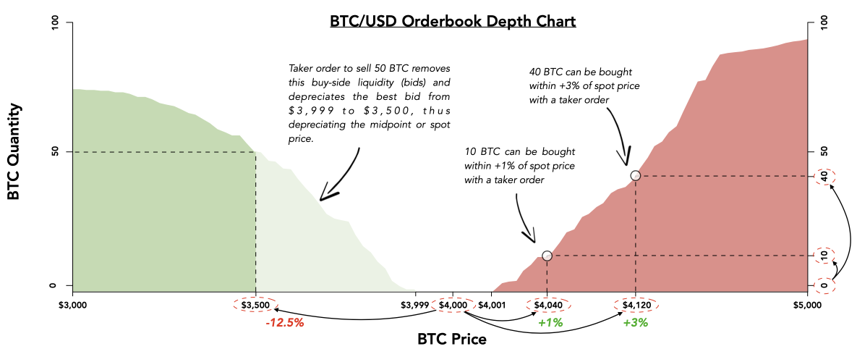 BTC/USD Orderbook Depth Chart
100
100
Taker order to sell 50 BTC removes
this buy-side liquidity (bids) and
depreciates the best bid from
$3,999 to $3,500, thus
depreciating the midpoint or spot
price.
40 BTC can be bought
within +3% of spot price
with a taker order
10 BTC can be bought
within +1% of spot price
with a taker order
BTC Quantity
50
50
40
10
0
0
$3,000
$3,500
$3,999
$4,000
$4,001
$4,040
$4,120
$5,000
-12.5%
+1%
+3%
BTC Price